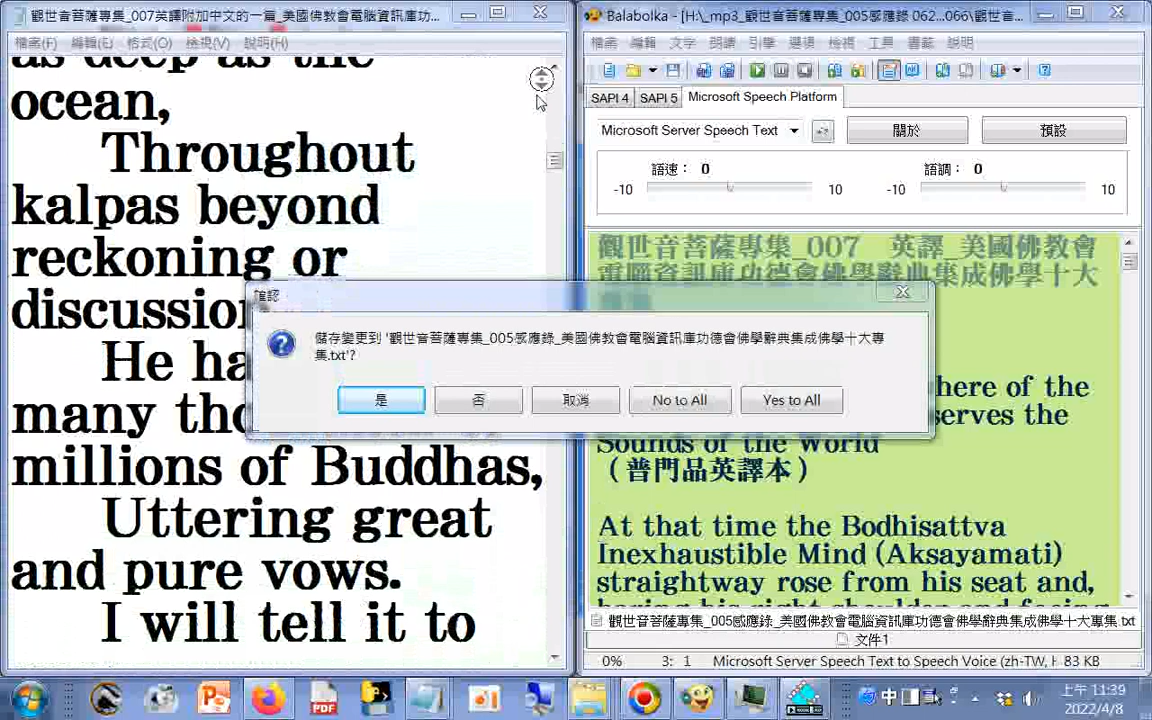 觀世音菩薩專集_007英譯附加中文的一篇_美國佛教會電腦資訊庫功...
檔案(F) 編輯(E) 格式(O) 檢視(V) 說明(H)
as deep as the
ocean,
Throughout
kalpas beyond
reckoning or
discussion
He ha
many tho
millions of Buddhas,
Uttering great
and pure vows.
I will tell it to
Balabolka - [H:\_mp3_觀世音菩薩專集_005感應錄 062...066\觀世音...
檔案 編輯 文字 朗讀 引擎 選項 檢視 工具 書籤 說明
SAPI 4 SAPI 5 Microsoft Speech Platform
Microsoft Server Speech Text 關於 預設
語速： 0 語調： 0
-10 10 -10 10
觀世音菩薩專集_007 英譯_美國佛教會
電腦資訊庫功德會佛學辭典集成佛學十大
確認
儲存變更到 '觀世音菩薩專集_005感應錄_美國佛教會電腦資訊庫功德會佛學辭典集成佛學十大專
集.txt'?
是 否 取消 No to All Yes to All
here of the
serves the
Sounds of the World
（普門品英譯本）
At that time the Bodhisattva
Inexhaustible Mind (Aksayamati)
straightway rose from his seat and,
baring his right shoulder and facing
觀世音菩薩專集_005感應錄_美國佛教會電腦資訊庫功德會佛學辭典集成佛學十大專集 txt
文件1
0% 3: 1 Microsoft Server Speech Text to Speech Voice (zh-TW, H 83 KB
中 上午 11:39
2022/4/8